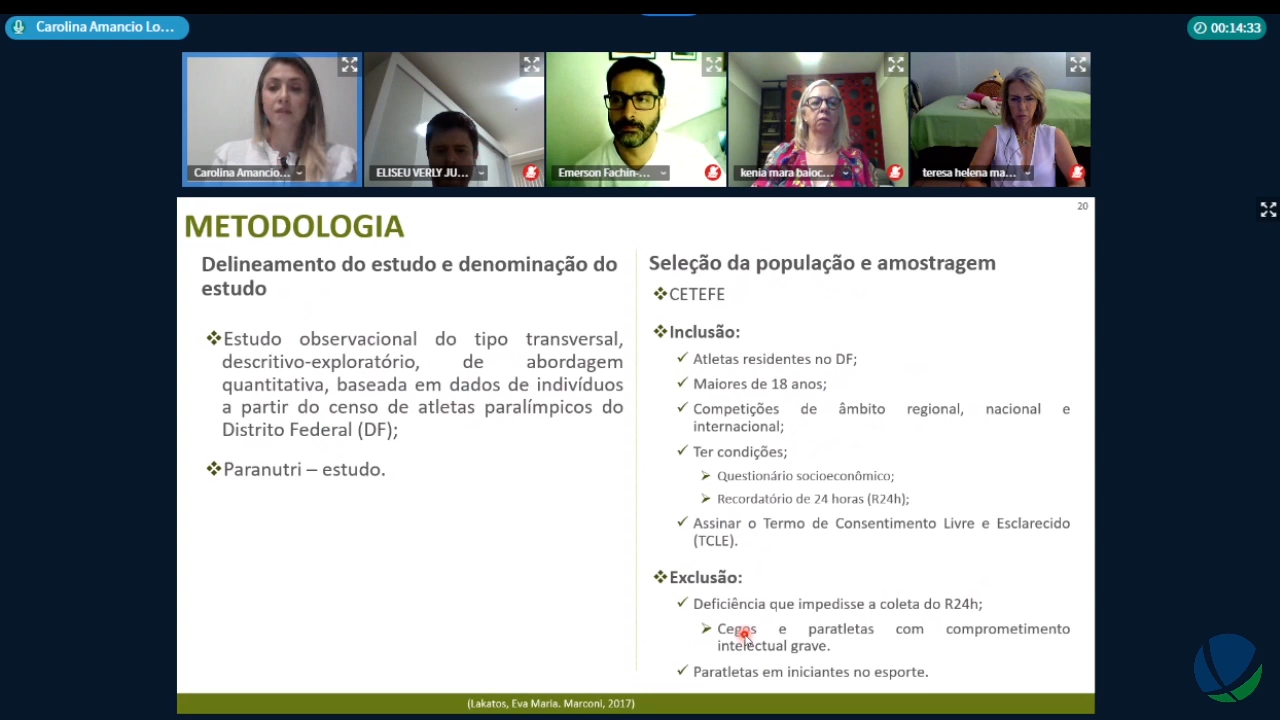 Carolina Amancio Lo...
00:14:33
Carolina Amancio...
ELISEU VERLY JU...
Emerson Fachin-...
kenia mara baioc...
teresa helena ma...
20
METODOLOGIA
Delineamento do estudo e denominação do
estudo
Estudo observacional do tipo transversal,
descritivo-exploratório, de abordagem
quantitativa, baseada em dados de indivíduos
a partir do censo de atletas paralímpicos do
Distrito Federal (DF);
Paranutri – estudo.
Seleção da população e amostragem
CETEFE
Inclusão:
Atletas residentes no DF;
Maiores de 18 anos;
Competições de âmbito regional, nacional e
internacional;
Ter condições;
Questionário socioeconômico;
Recordatório de 24 horas (R24h);
Assinar o Termo de Consentimento Livre e Esclarecido
(TCLE).
Exclusão:
Deficiência que impedisse a coleta do R24h;
Cegos e paratletas com comprometimento
intelectual grave.
Paratletas em iniciantes no esporte.
(Lakatos, Eva Maria. Marconi, 2017)